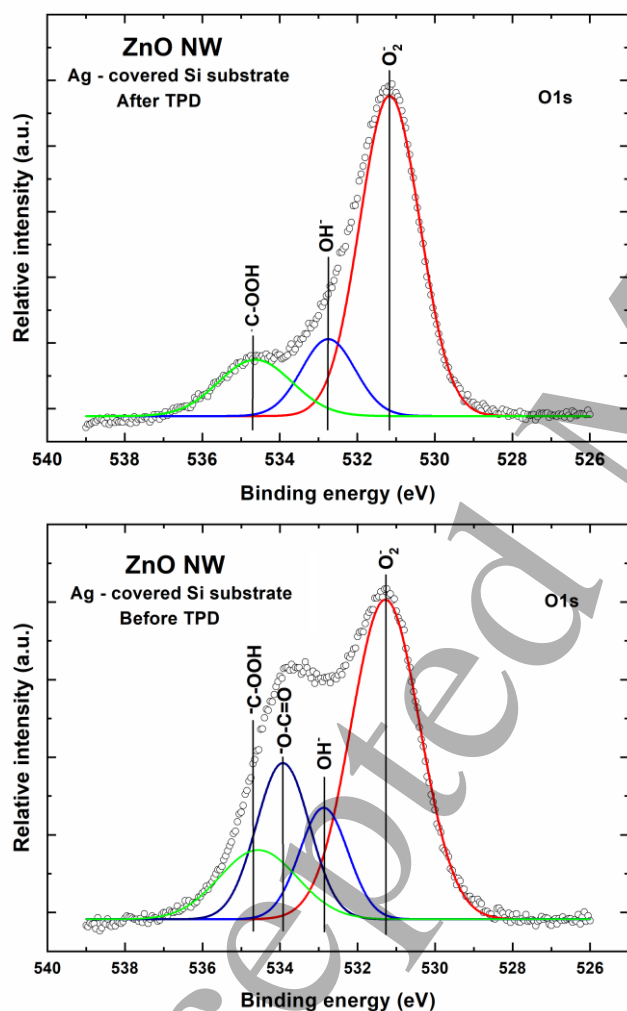 ZnO NW
Ag - covered Si substrate
After TPD
O1s
O₂⁻
OH⁻
C-OOH
Relative intensity (a.u.)
540 538 536 534 532 530 528 526
Binding energy (eV)
ZnO NW
Ag - covered Si substrate
Before TPD
O1s
O₂⁻
-C-OOH
-O-C=O
OH⁻
Relative intensity (a.u.)
540 538 536 534 532 530 528 526
Binding energy (eV)
cepted M